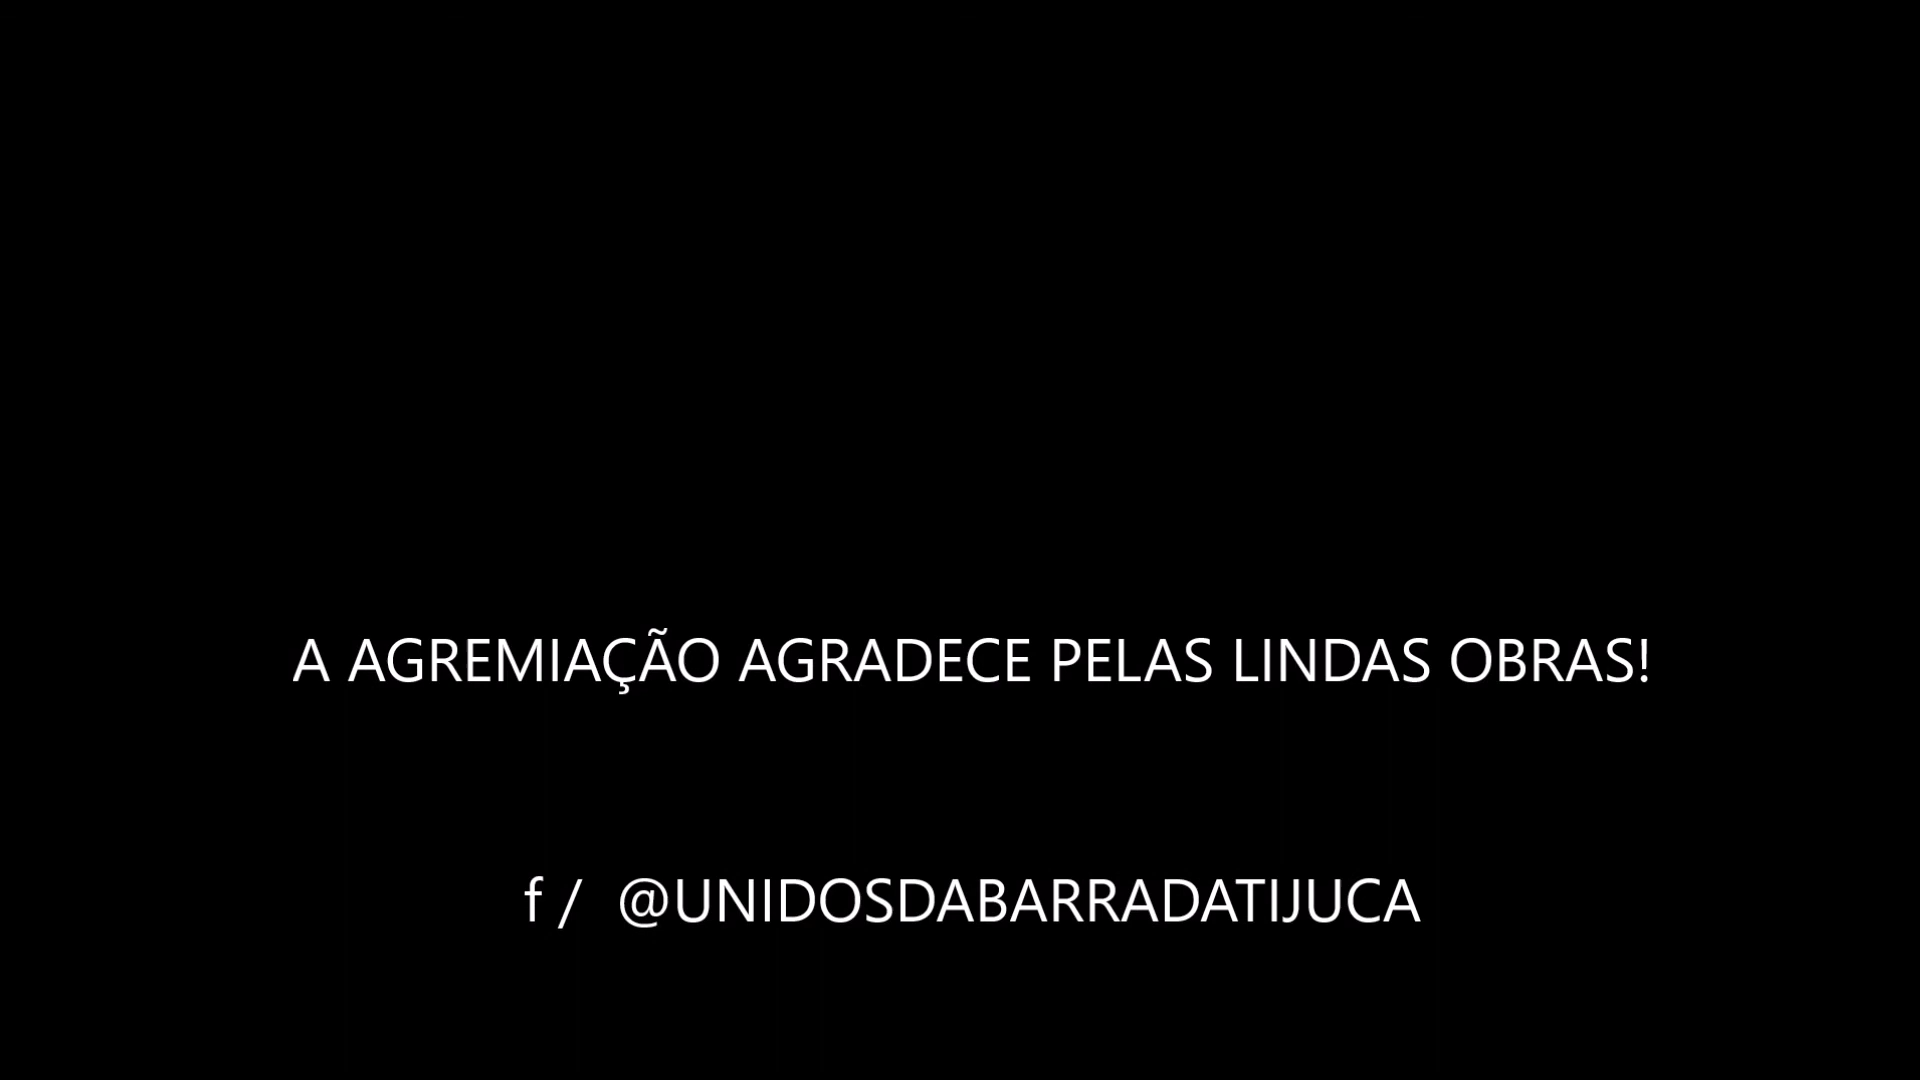 A AGREMIAÇÃO AGRADECE PELAS LINDAS OBRAS!
f / @UNIDOSDABARRADATIJUCA